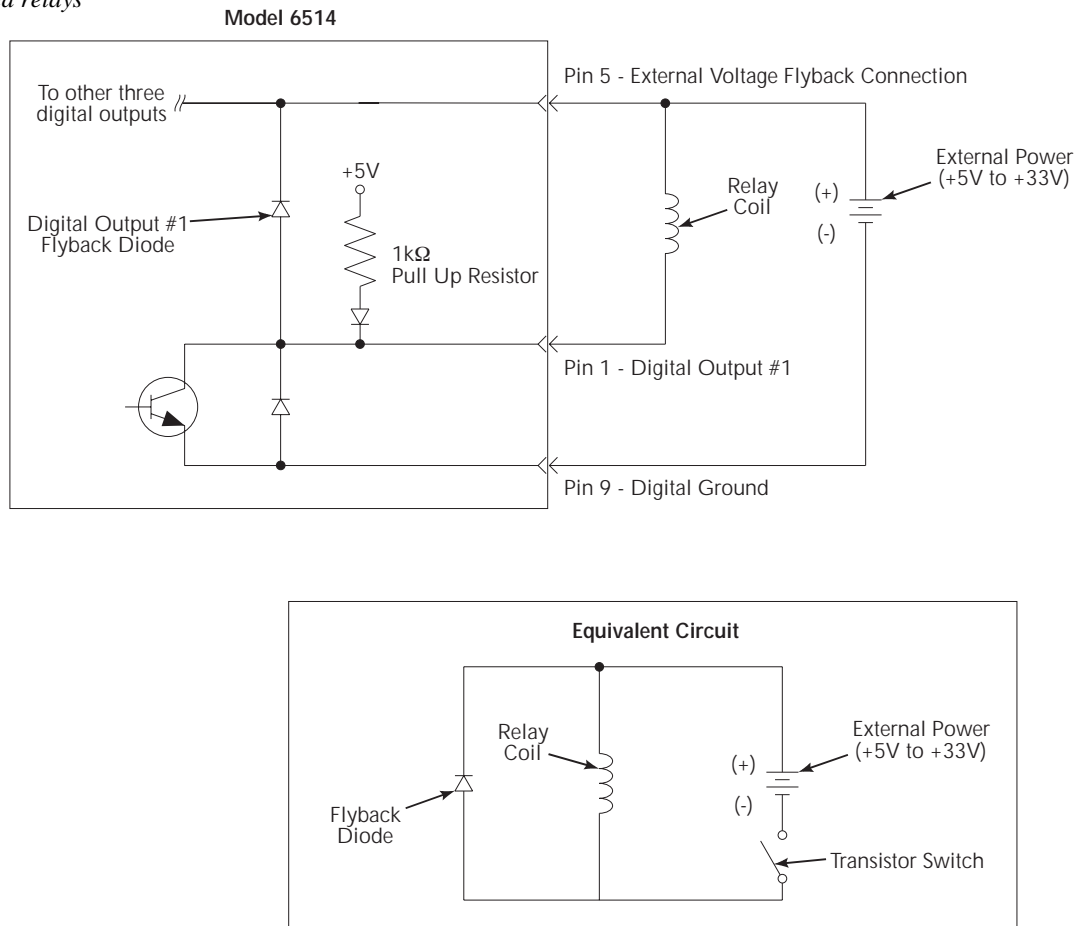 relays
Model 6514
To other three
digital outputs
Pin 5 - External Voltage Flyback Connection
+5V
Digital Output #1
Flyback Diode
1kΩ
Pull Up Resistor
Relay
Coil
(+)
(-)
External Power
(+5V to +33V)
Pin 1 - Digital Output #1
Pin 9 - Digital Ground
Equivalent Circuit
Relay
Coil
Flyback
Diode
(+)
(-)
External Power
(+5V to +33V)
Transistor Switch